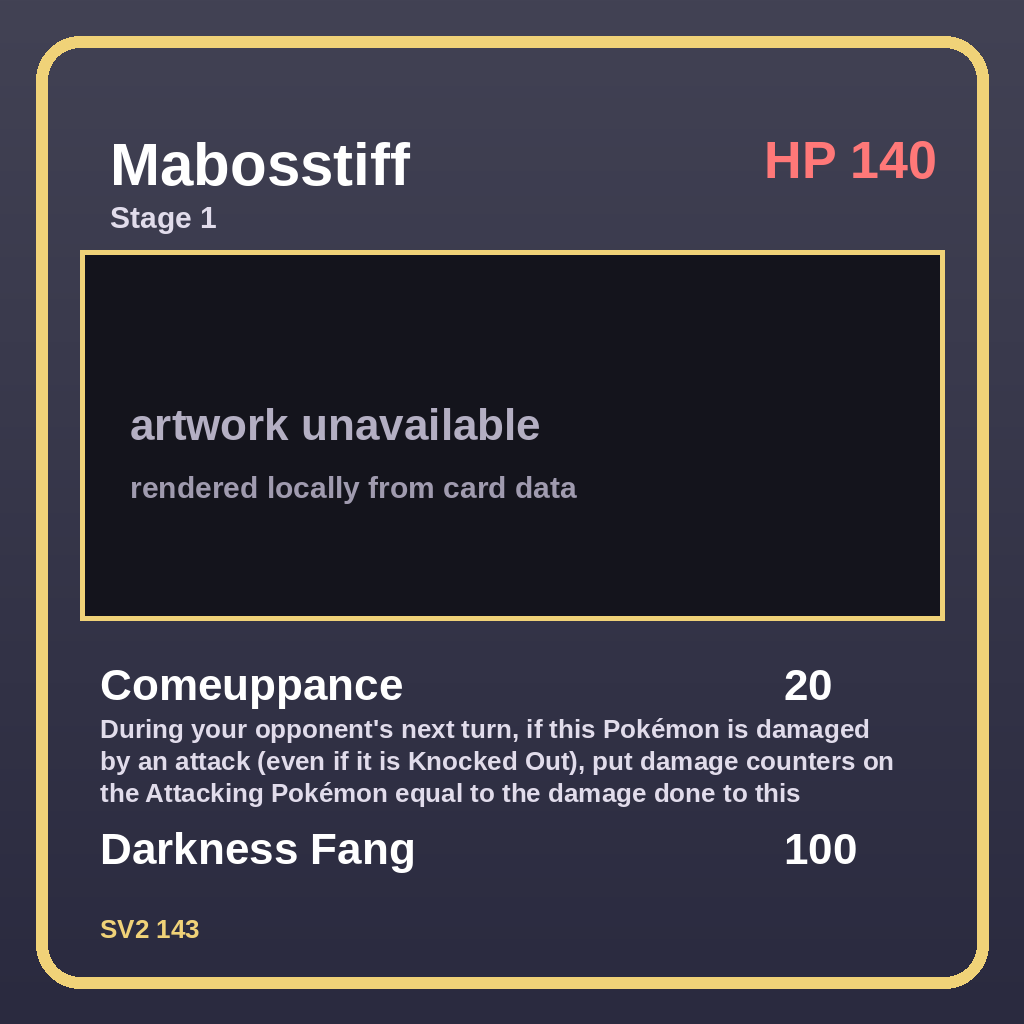 Mabosstiff
HP 140
Stage 1
artwork unavailable
rendered locally from card data
Comeuppance 20
During your opponent's next turn, if this Pokémon is damaged
by an attack (even if it is Knocked Out), put damage counters on
the Attacking Pokémon equal to the damage done to this
Darkness Fang 100
SV2 143